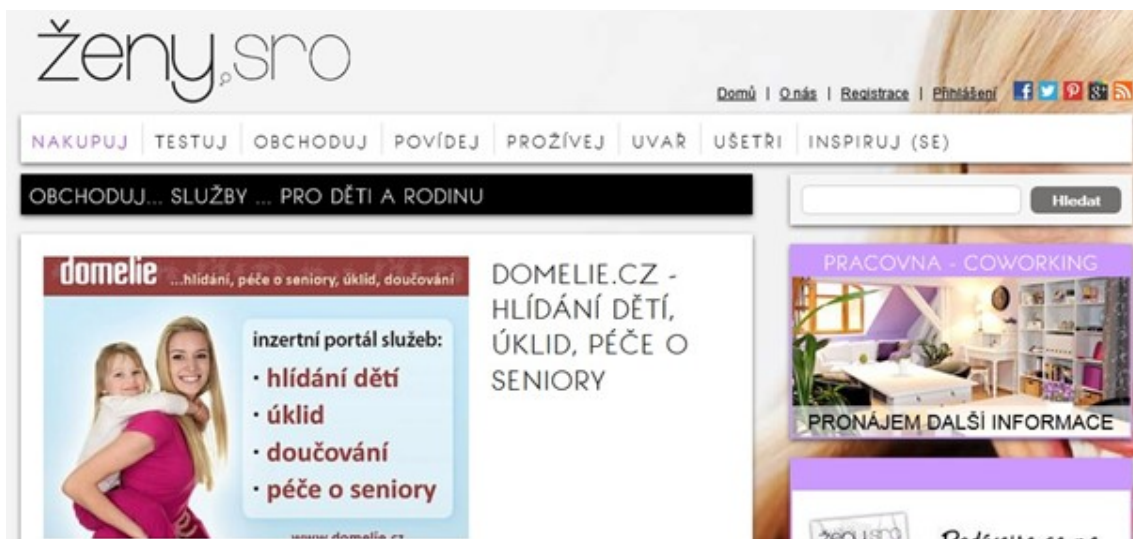 ženy.sro
Domů | O nás | Registrace | Přihlášení
NAKUPUJ TESTUJ OBCHODUJ POVÍDEJ PROŽÍVEJ UVAŘ UŠETŘI INSPIRUJ (SE)
OBCHODUJ... SLUŽBY ... PRO DĚTI A RODINU
Hledat
domelie ...hlídání, péče o seniory, úklid, doučování
inzertní portál služeb:
· hlídání dětí
· úklid
· doučování
· péče o seniory
www.domelie.cz
DOMELIE.CZ -
HLÍDÁNÍ DĚTÍ,
ÚKLID, PÉČE O
SENIORY
PRACOVNA - COWORKING
PRONÁJEM DALŠÍ INFORMACE
ženy.sro